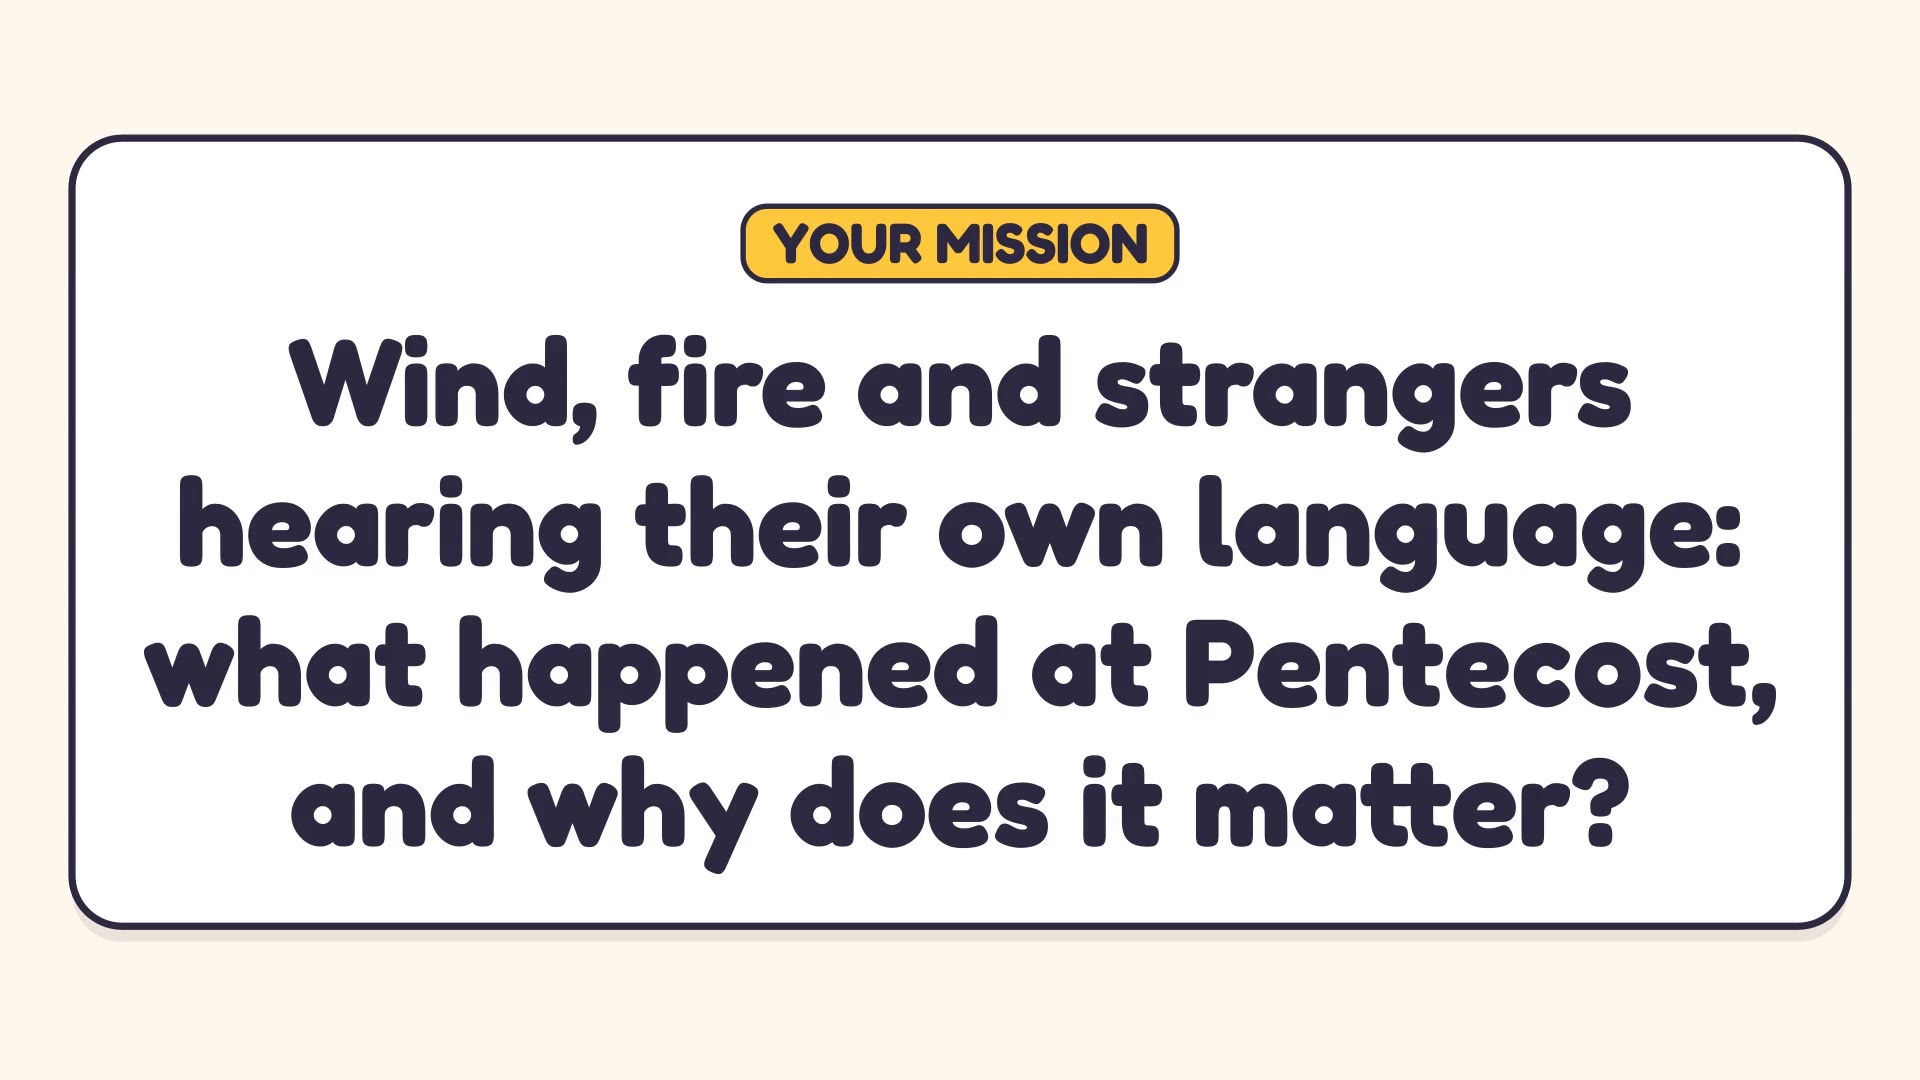 YOUR MISSION
Wind, fire and strangers
hearing their own language:
what happened at Pentecost,
and why does it matter?